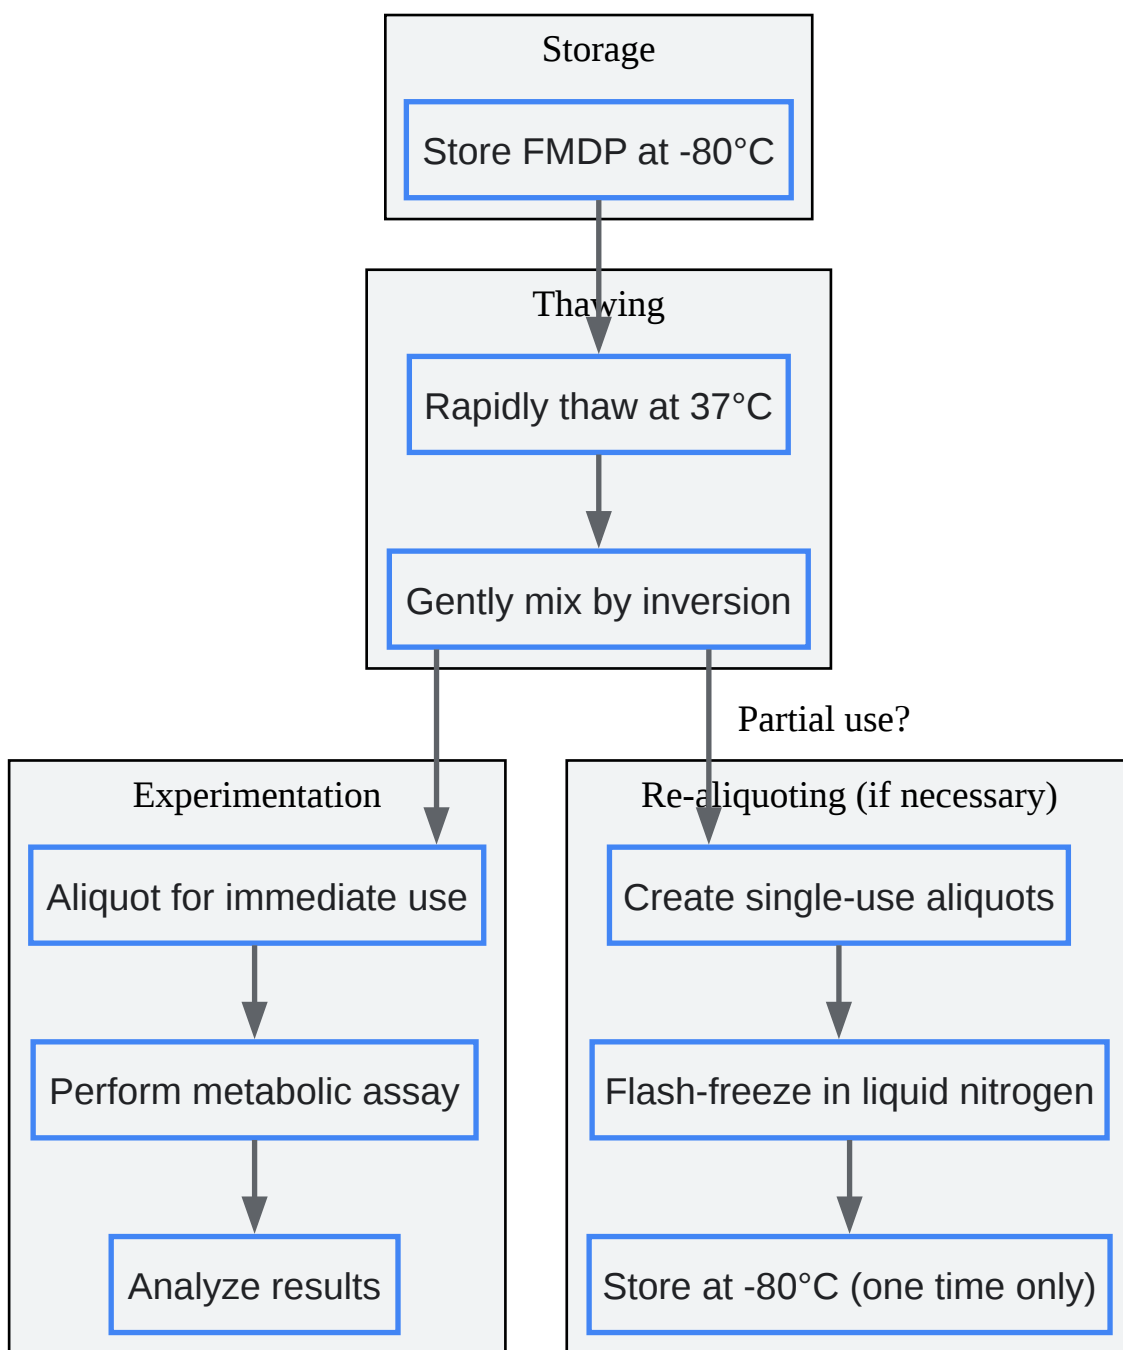 Storage
Store FMDP at -80°C
Thawing
Rapidly thaw at 37°C
Gently mix by inversion
Partial use?
Experimentation
Aliquot for immediate use
Perform metabolic assay
Analyze results
Re-aliquoting (if necessary)
Create single-use aliquots
Flash-freeze in liquid nitrogen
Store at -80°C (one time only)